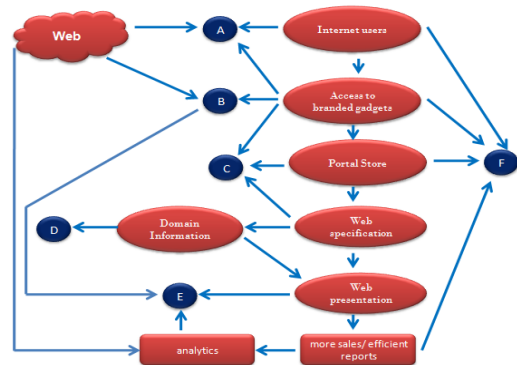 Web
A
Internet users
B
Access to
branded gadgets
C
Portal Store
F
D
Domain
Information
Web
specification
E
Web
presentation
analytics
more sales/ efficient
reports